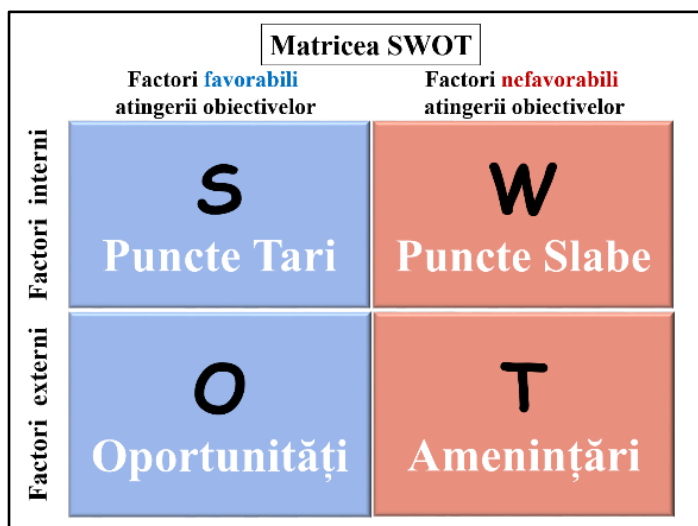 Matricea SWOT
Factori favorabili
atingerii obiectivelor
Factori nefavorabili
atingerii obiectivelor
Factori interni
S
Puncte Tari
W
Puncte Slabe
Factori externi
O
Oportunități
T
Amenințări